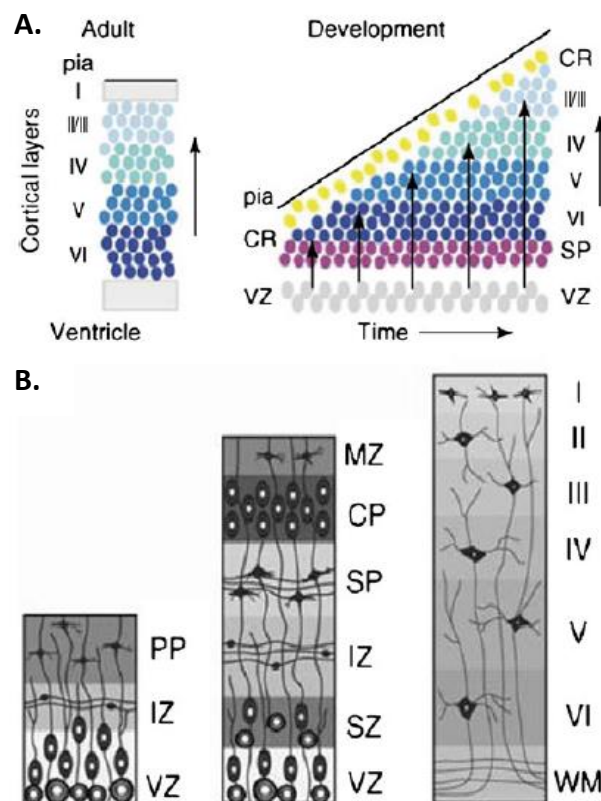 A.
Adult
Development
pia
I
II/III
IV
V
VI
Cortical layers
Ventricle
CR
II/III
IV
V
VI
SP
VZ
pia
CR
VZ
Time
B.
PP
IZ
VZ
MZ
CP
SP
IZ
SZ
VZ
I
II
III
IV
V
VI
WM